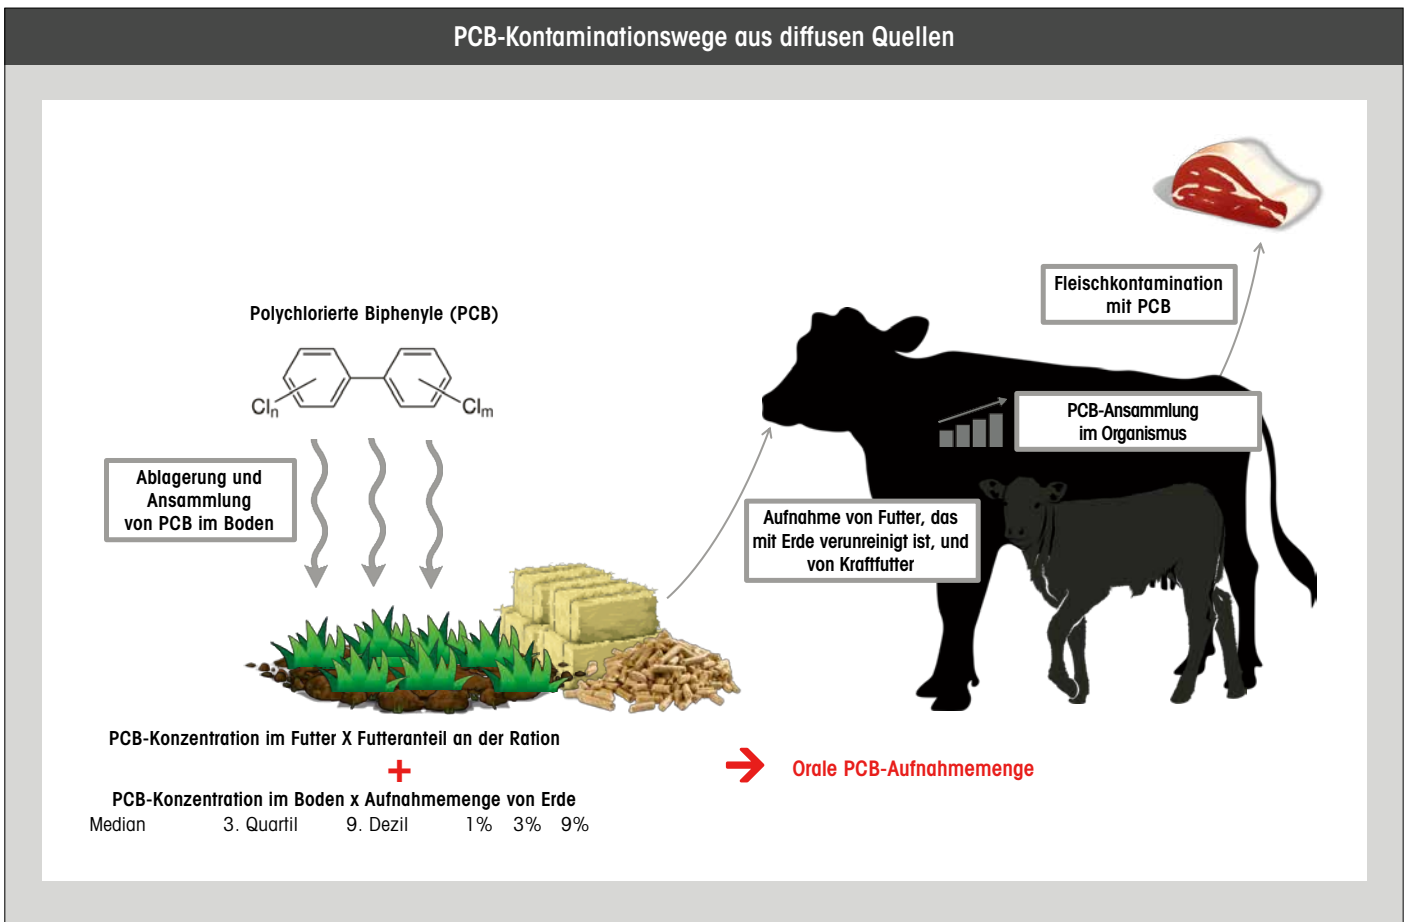 PCB-Kontaminationswege aus diffusen Quellen
Fleischkontamination
mit PCB
Polychlorierte Biphenyle (PCB)
Cln
Clm
PCB-Ansammlung
im Organismus
Ablagerung und
Ansammlung
von PCB im Boden
Aufnahme von Futter, das
mit Erde verunreinigt ist, und
von Kraftfutter
PCB-Konzentration im Futter X Futteranteil an der Ration
+
PCB-Konzentration im Boden x Aufnahmemenge von Erde
Median 3. Quartil 9. Dezil 1% 3% 9%
Orale PCB-Aufnahmemenge